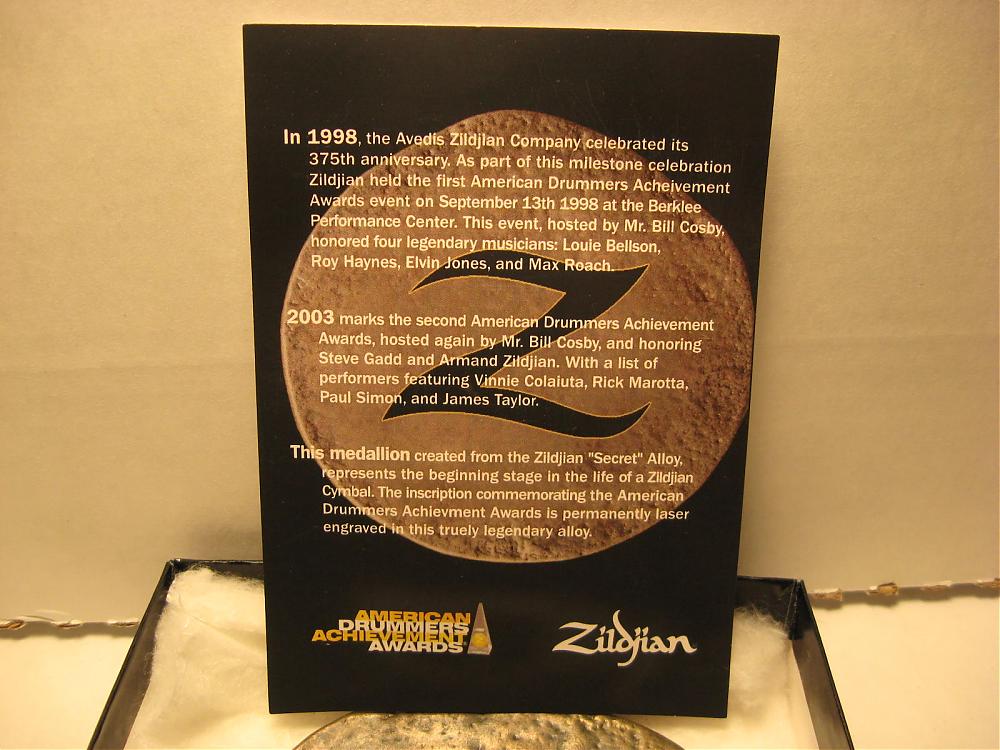 In 1998, the Avedis Zildjian Company celebrated its
375th anniversary. As part of this milestone celebration
Zildjian held the first American Drummers Acheivement
Awards event on September 13th 1998 at the Berklee
Performance Center. This event, hosted by Mr. Bill Cosby,
honored four legendary musicians: Louie Bellson,
Roy Haynes, Elvin Jones, and Max Roach.
2003 marks the second American Drummers Achievement
Awards, hosted again by Mr. Bill Cosby, and honoring
Steve Gadd and Armand Zildjian. With a list of
performers featuring Vinnie Colaiuta, Rick Marotta,
Paul Simon, and James Taylor.
This medallion created from the Zildjian "Secret" Alloy,
represents the beginning stage in the life of a Zildjian
Cymbal. The inscription commemorating the American
Drummers Achievment Awards is permanently laser
engraved in this truely legendary alloy.
AMERICAN
DRUMMERS
ACHIEVEMENT
AWARDS
Zildjian